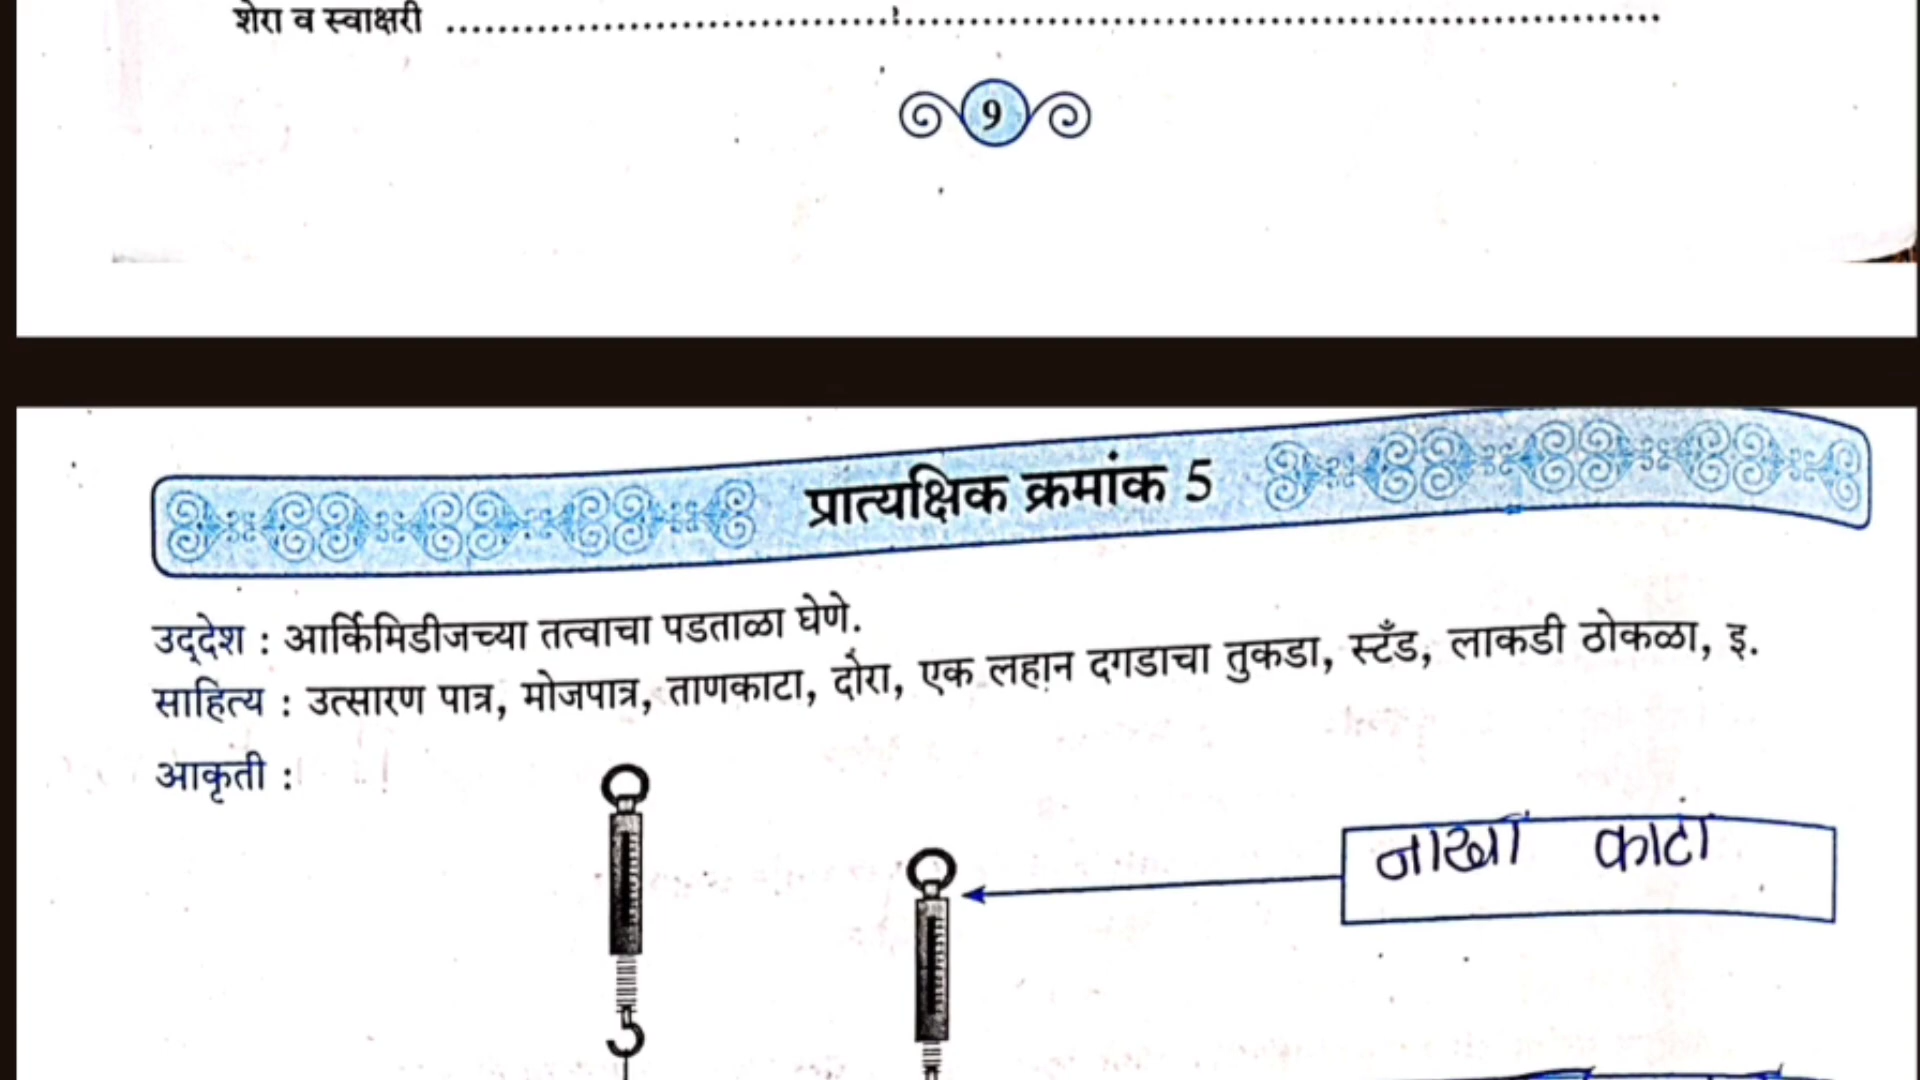 शेरा व स्वाक्षरी ................................................................
9
प्रात्यक्षिक क्रमांक 5
उद्देश : आर्किमिडीजच्या तत्वाचा पडताळा घेणे.
साहित्य : उत्सारण पात्र, मोजपात्र, ताणकाटा, दोरा, एक लहान दगडाचा तुकडा, स्टँड, लाकडी ठोकळा, इ.
आकृती :
काटा